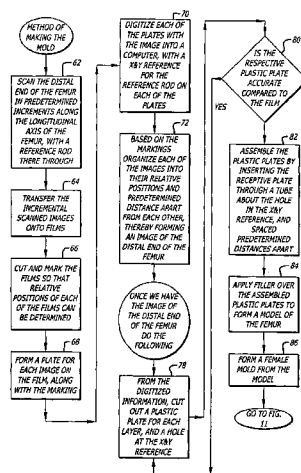 METHOD OF
MAKING THE
MOLD
62
SCAN THE DISTAL
END OF THE FEMUR
IN PREDETERMINED
INCREMENTS ALONG
THE LONGITUDINAL
AXIS OF THE
FEMUR, WITH A
REFERENCE ROD
THERE THROUGH
64
TRANSFER THE
INCREMENTAL
SCANNED IMAGES
ONTO FILMS
66
CUT AND MARK THE
FILMS SO THAT
RELATIVE
POSITIONS OF EACH
OF THE FILMS CAN
BE DETERMINED
68
FORM A PLATE FOR
EACH IMAGE ON
THE FILM, ALONG
WITH THE MARKING
70
DIGITIZE EACH OF
THE PLATES WITH
THE IMAGE INTO A
COMPUTER, WITH A
X&Y REFERENCE
FOR THE
REFERENCE ROD ON
EACH OF THE
PLATES
72
BASED ON THE
MARKINGS
ORGANIZE EACH OF
THE IMAGES INTO
THEIR RELATIVE
POSITIONS AND
PREDETERMINED
DISTANCE APART
FROM EACH OTHER,
THEREBY FORMING
AN IMAGE OF THE
DISTAL END OF THE
FEMUR
ONCE WE HAVE
THE IMAGE OF THE
DISTAL END OF THE
FEMUR DO THE
FOLLOWING
78
FROM THE
DIGITIZED
INFORMATION, CUT
OUT A PLASTIC
PLATE FOR EACH
LAYER, AND A HOLE
AT THE X&Y
REFERENCE
80
IS THE
RESPECTIVE
PLASTIC PLATE
ACCURATE
COMPARED TO
THE FILM
YES
82
ASSEMBLE THE
PLASTIC PLATES BY
INSERTING THE
RECEPTIVE PLATE
THROUGH A TUBE
ABOUT THE HOLE
IN THE X&Y
REFERENCE, AND
SPACED
PREDETERMINED
DISTANCES APART
84
APPLY FILLER OVER
THE ASSEMBLED
PLASTIC PLATES TO
FORM A MODEL OF
THE FEMUR
86
FORM A FEMALE
MOLD FROM THE
MODEL
GO TO FIG.
11